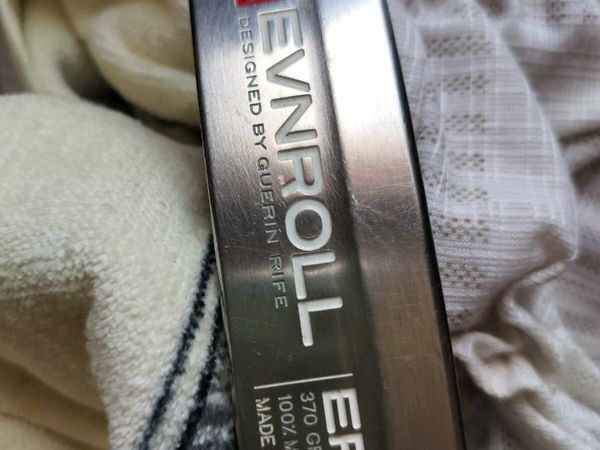 EVNROLL
DESIGNED BY GUERIN RIFE
370 GR
100% M
MADE